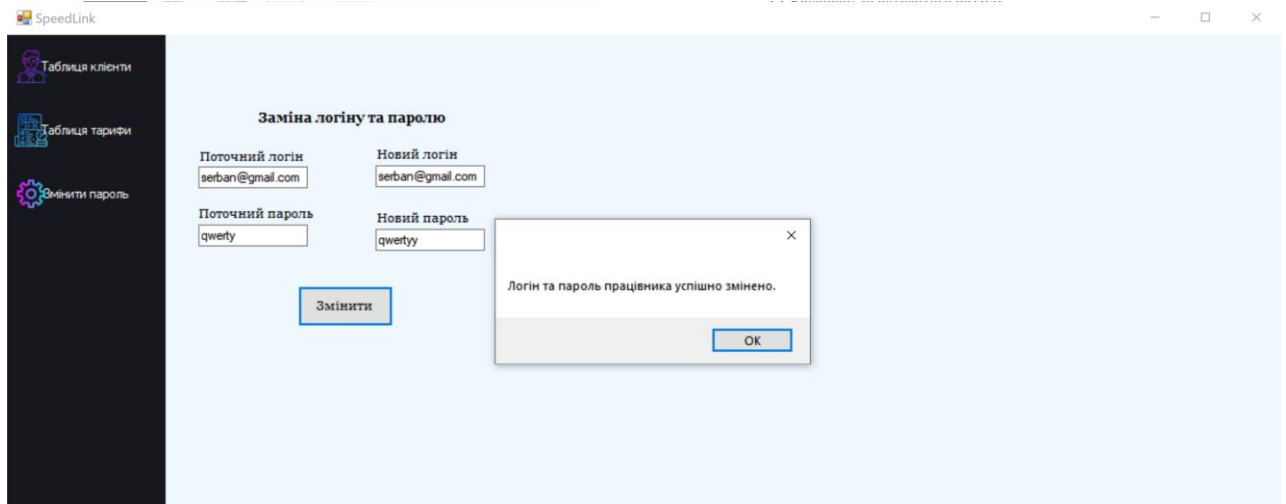 SpeedLink
Таблиця клієнти
Таблиця тарифи
Змінити пароль
Заміна логіну та паролю
Поточний логін
Новий логін
serban@gmail.com
serban@gmail.com
Поточний пароль
Новий пароль
qwerty
qwertyy
Змінити
Логін та пароль працівника успішно змінено.
OK